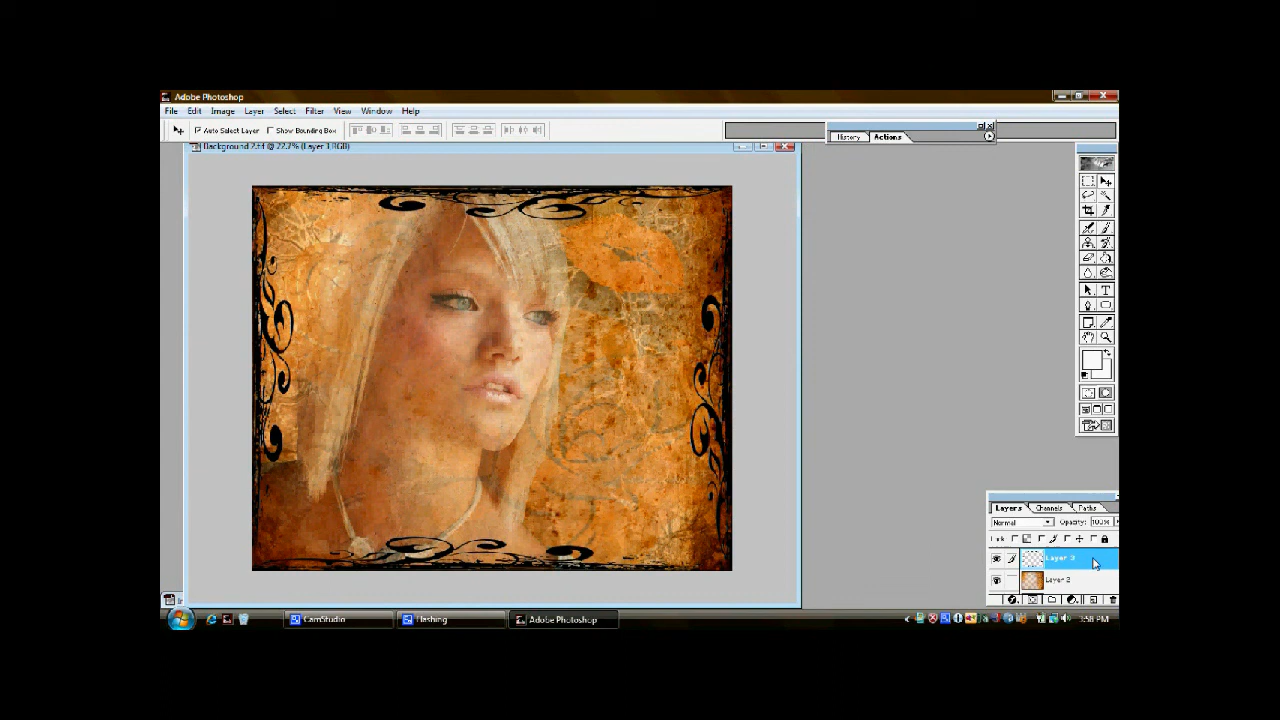 Adobe Photoshop
File Edit Image Layer Select Filter View Window Help
Auto Select Layer Show Bounding Box
History Actions
Background 2.tif @ 22.7% (Layer 1,RGB)
Layers Channels Paths
Normal Opacity: 100%
Lock:
Layer 3
Layer 2
CamStudio Flashing Adobe Photoshop 3:58 PM